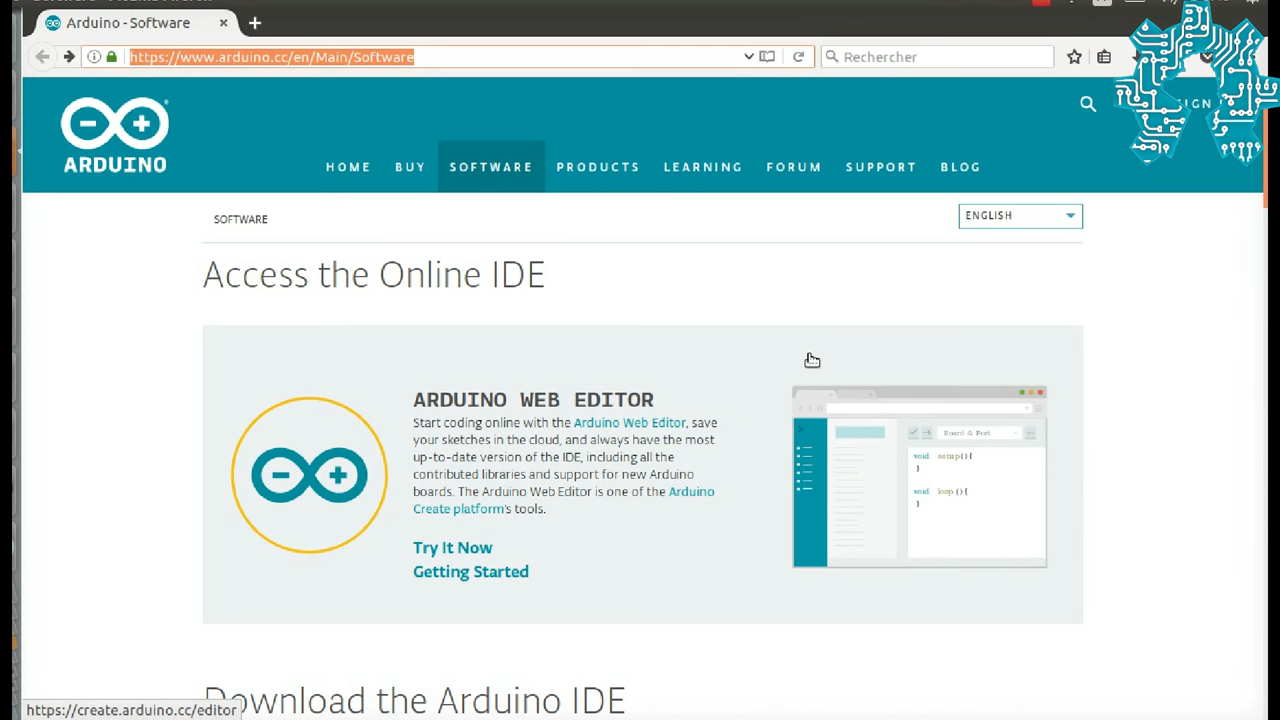 Arduino - Software
https://www.arduino.cc/en/Main/Software
Rechercher
SIGN
ARDUINO
HOME BUY SOFTWARE PRODUCTS LEARNING FORUM SUPPORT BLOG
SOFTWARE
ENGLISH
Access the Online IDE
ARDUINO WEB EDITOR
Start coding online with the Arduino Web Editor, save
your sketches in the cloud, and always have the most
up-to-date version of the IDE, including all the
contributed libraries and support for new Arduino
boards. The Arduino Web Editor is one of the Arduino
Create platform's tools.
Try It Now
Getting Started
Board & Port
void setup(){
}
void loop(){
}
Download the Arduino IDE
https://create.arduino.cc/editor